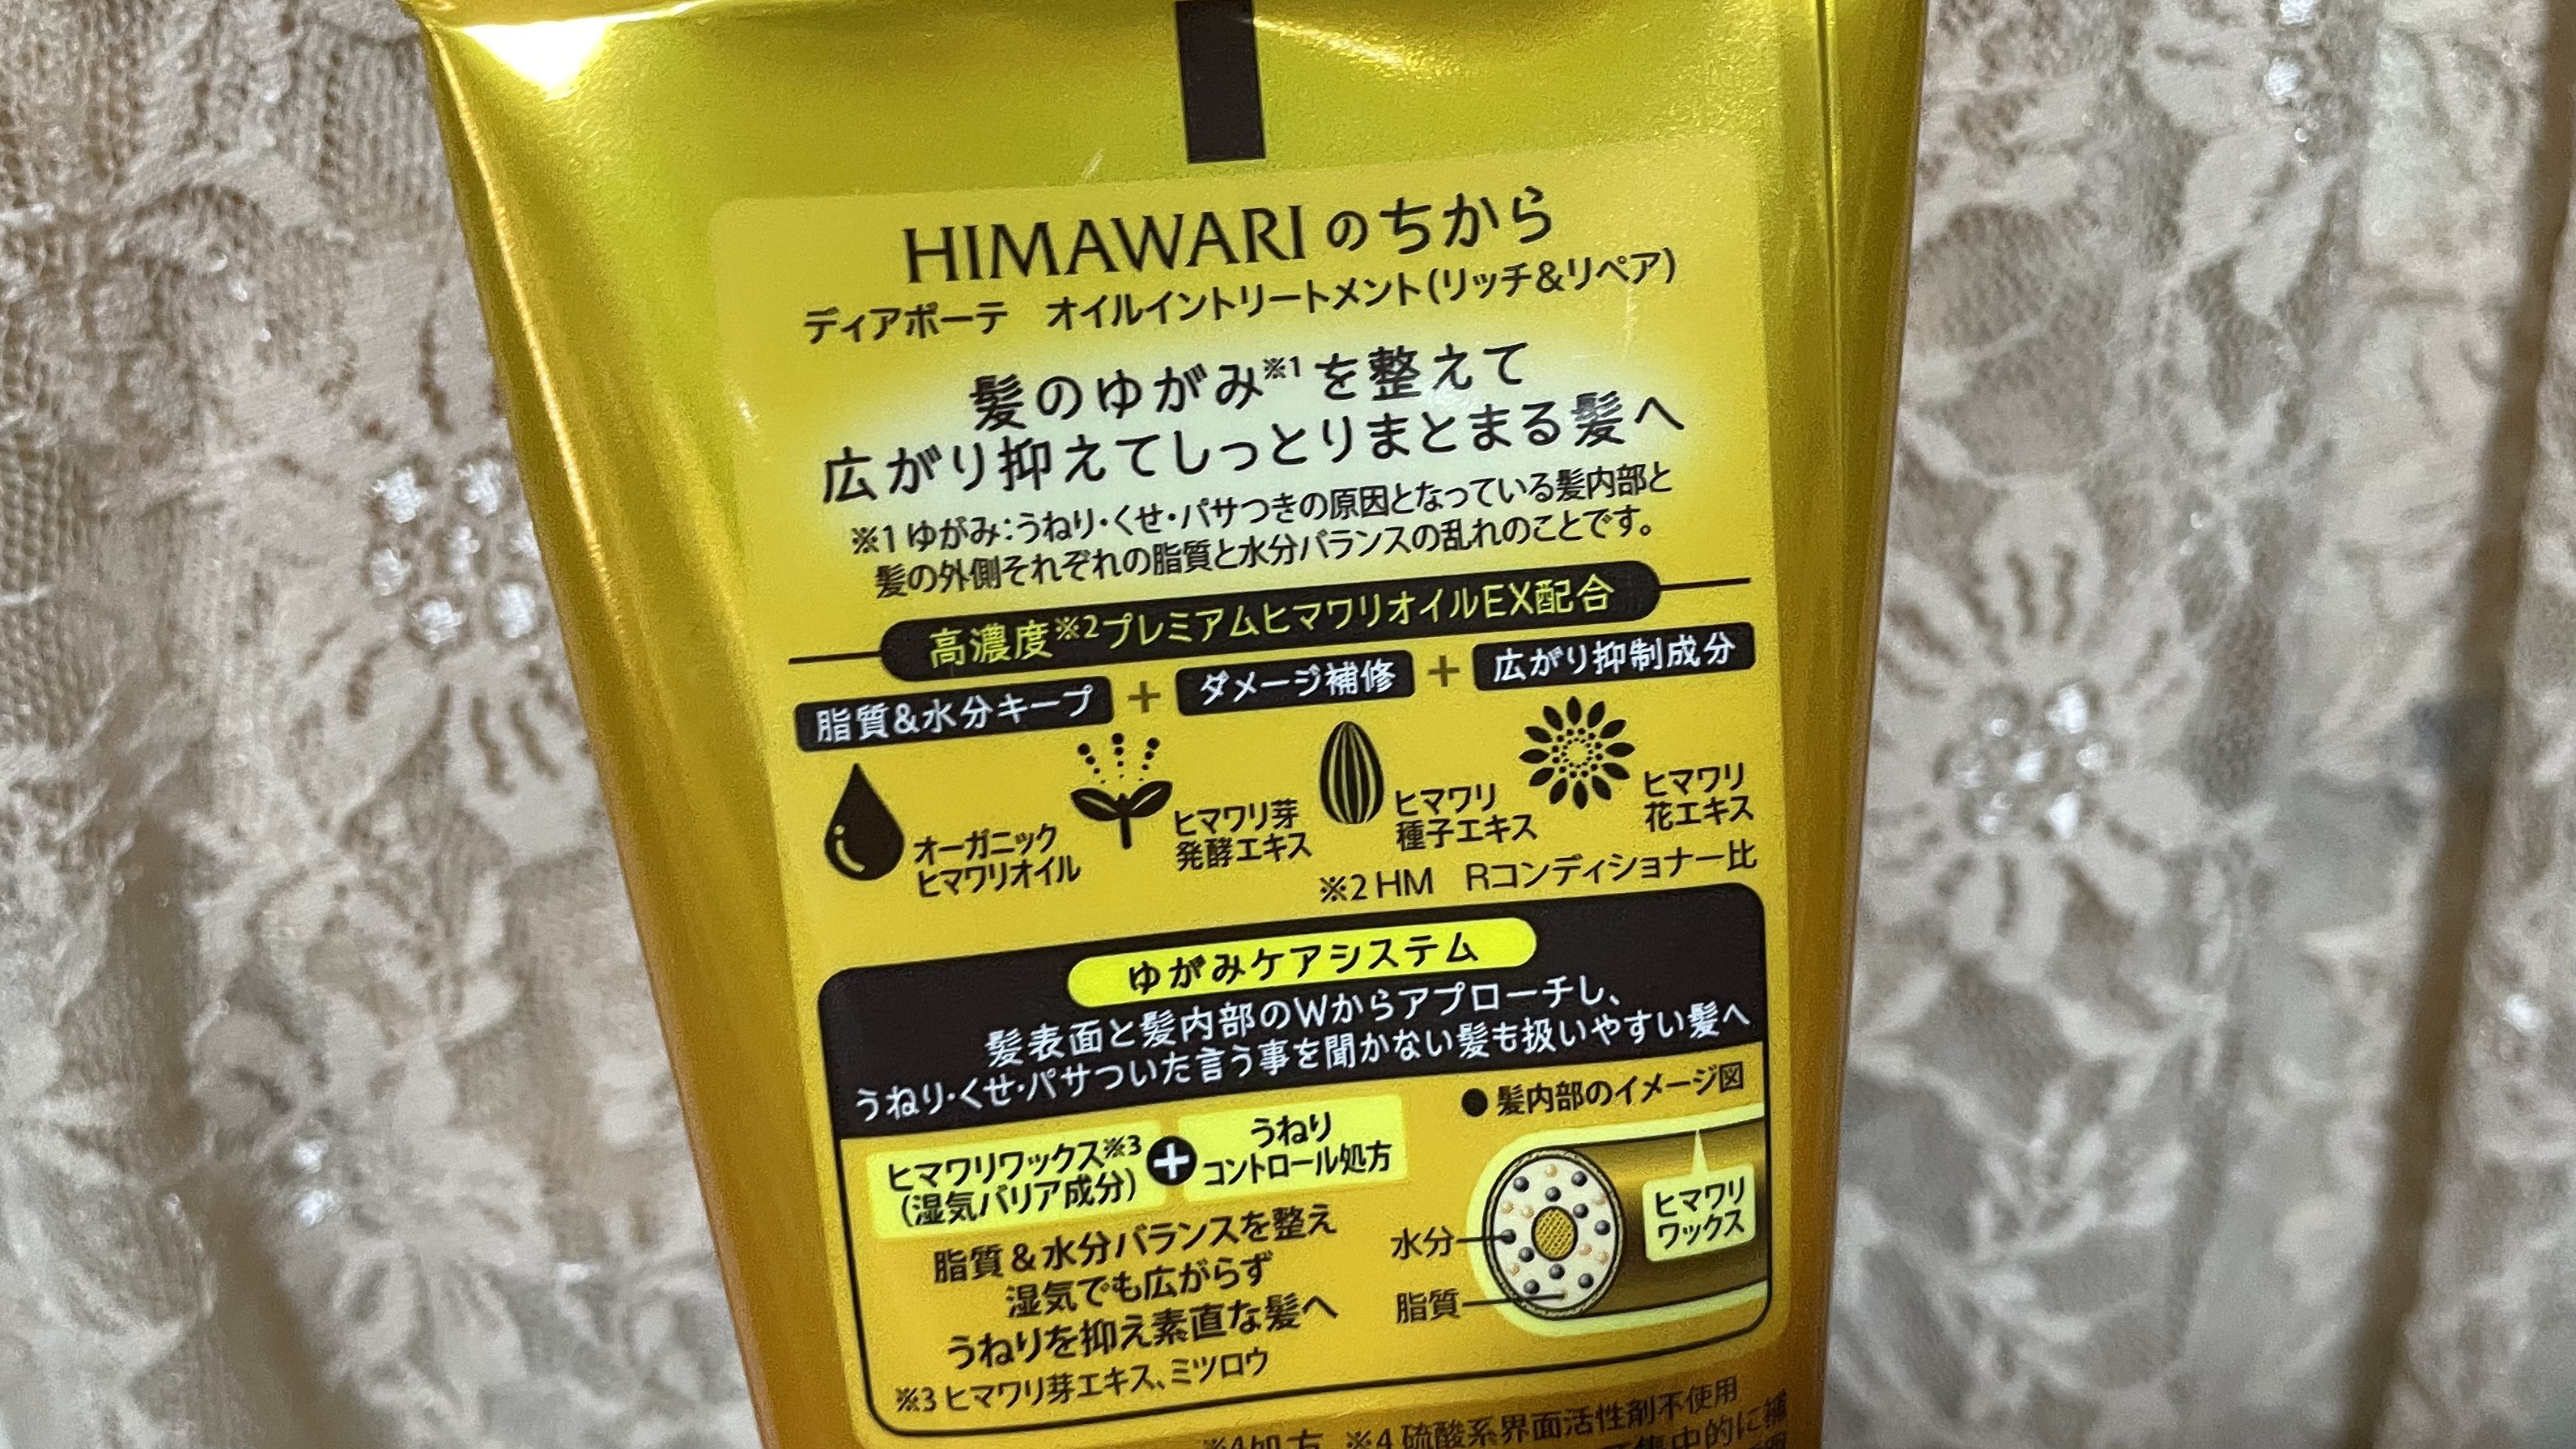 HIMAWARIのちから
ディアボーテ　オイルイントリートメント(リッチ&リペア)
髪のゆがみ※1を整えて
広がり抑えてしっとりまとまる髪へ
※1 ゆがみ:うねり・くせ・パサつきの原因となっている髪内部と
髪の外側それぞれの脂質と水分バランスの乱れのことです。
高濃度※2プレミアムヒマワリオイルEX配合
脂質&水分キープ + ダメージ補修 + 広がり抑制成分
オーガニック
ヒマワリオイル
ヒマワリ芽
発酵エキス
ヒマワリ
種子エキス
ヒマワリ
花エキス
※2 HM　Rコンディショナー比
ゆがみケアシステム
髪表面と髪内部のWからアプローチし、
うねり・くせ・パサついた言う事を聞かない髪も扱いやすい髪へ
ヒマワリワックス※3
(湿気バリア成分)
+
うねり
コントロール処方
脂質&水分バランスを整え
湿気でも広がらず
うねりを抑え素直な髪へ
●髪内部のイメージ図
ヒマワリ
ワックス
水分
脂質
※3 ヒマワリ芽エキス、ミツロウ
※4処方 ※4 硫酸系界面活性剤不使用
集中的に補